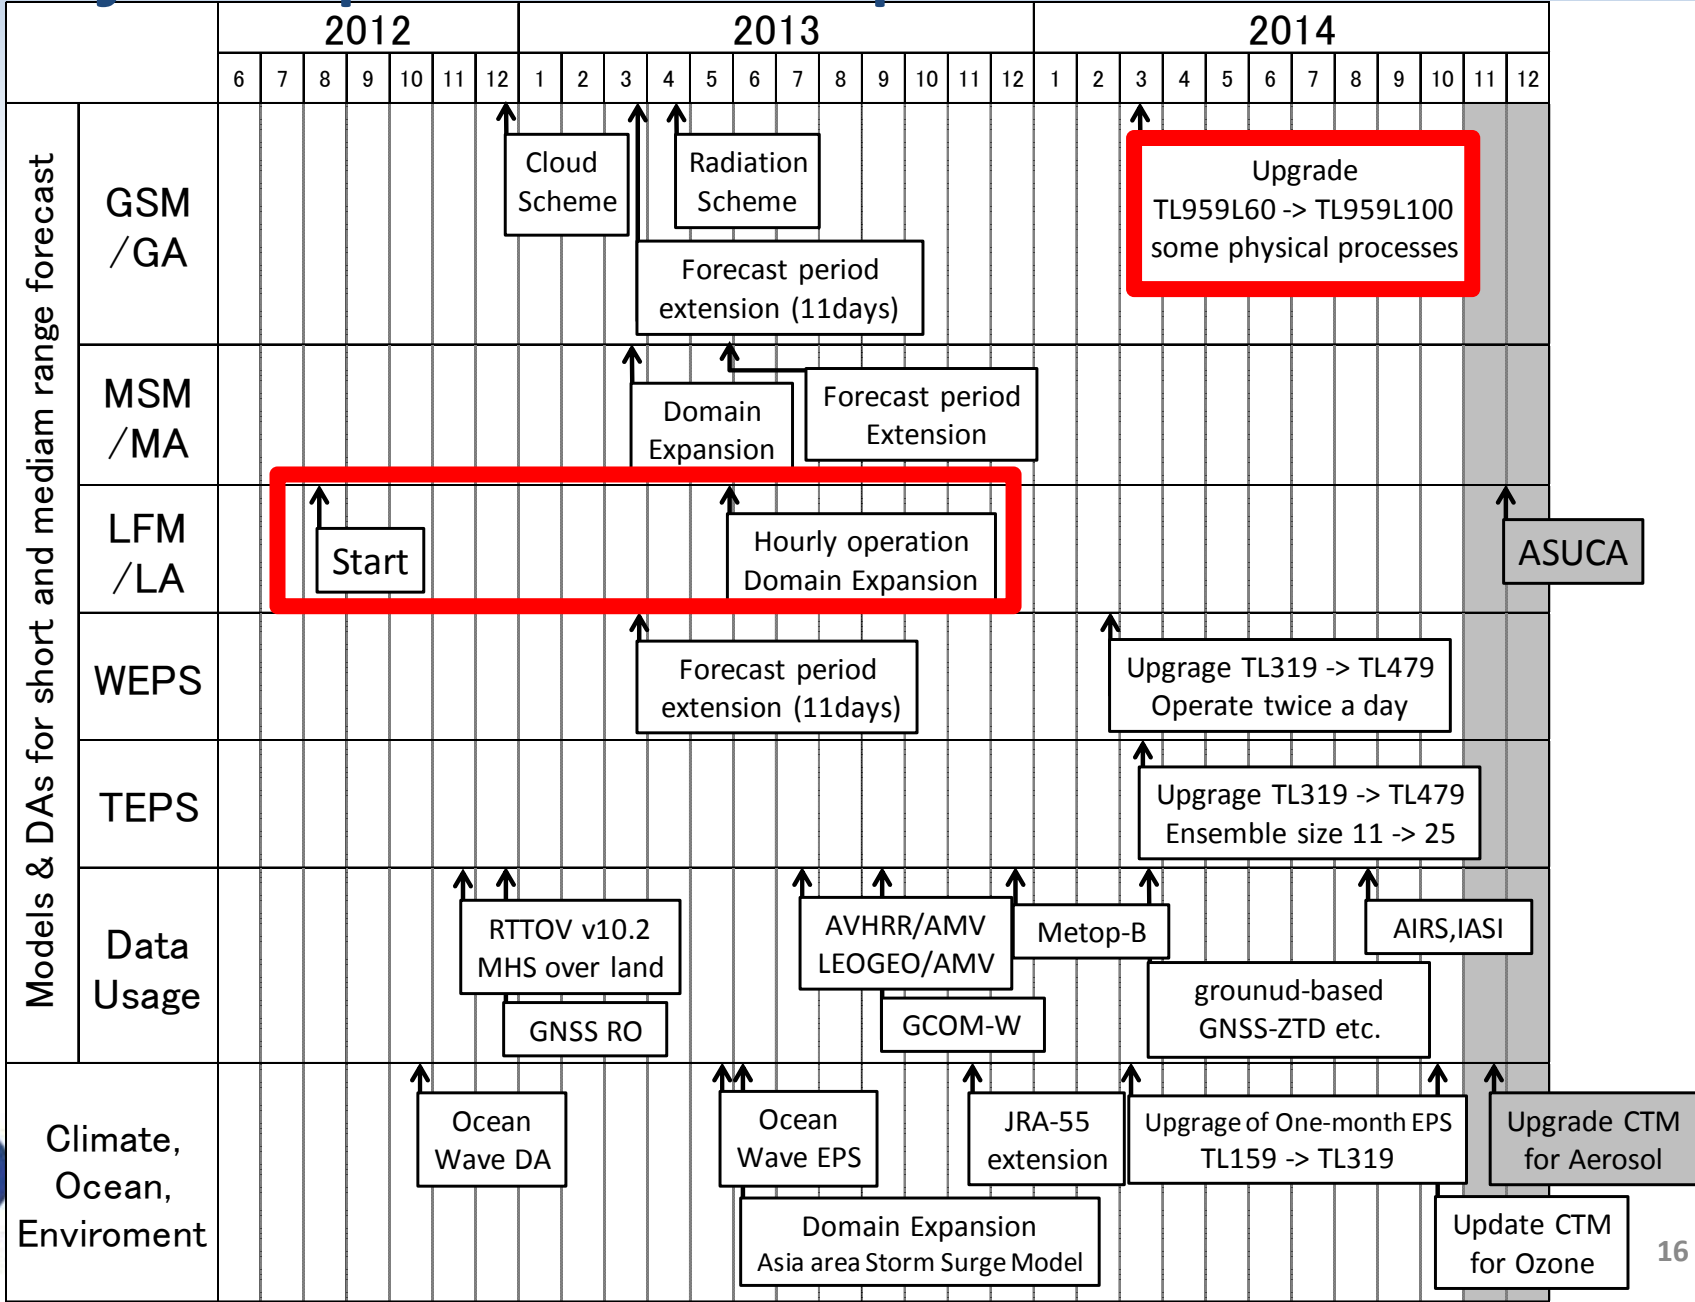 2012 2013 2014
6 7 8 9 10 11 12 1 2 3 4 5 6 7 8 9 10 11 12 1 2 3 4 5 6 7 8 9 10 11 12
Models & DAs for short and mediam range forecast
GSM
/GA
Cloud
Scheme
Radiation
Scheme
Forecast period
extension (11days)
Upgrade
TL959L60 -> TL959L100
some physical processes
MSM
/MA
Domain
Expansion
Forecast period
Extension
LFM
/LA
Start
Hourly operation
Domain Expansion
ASUCA
WEPS
Forecast period
extension (11days)
Upgrage TL319 -> TL479
Operate twice a day
TEPS
Upgrage TL319 -> TL479
Ensemble size 11 -> 25
Data
Usage
RTTOV v10.2
MHS over land
GNSS RO
AVHRR/AMV
LEOGEO/AMV
GCOM-W
Metop-B
grounud-based
GNSS-ZTD etc.
AIRS,IASI
Climate,
Ocean,
Enviroment
Ocean
Wave DA
Ocean
Wave EPS
Domain Expansion
Asia area Storm Surge Model
JRA-55
extension
Upgrage of One-month EPS
TL159 -> TL319
Upgrade CTM
for Aerosol
Update CTM
for Ozone
16